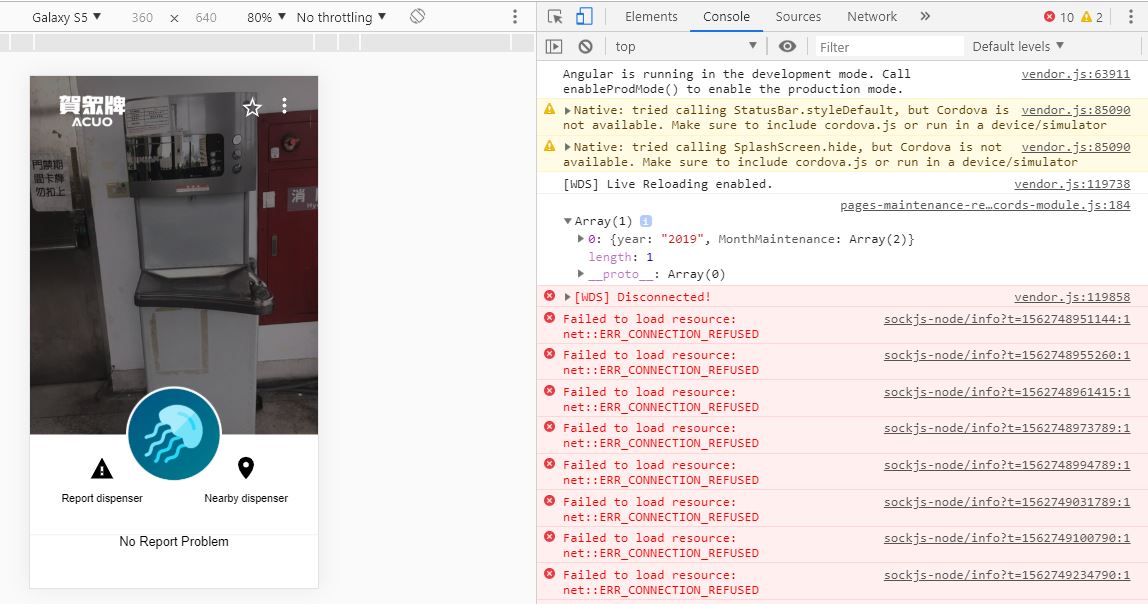 Galaxy S5 ▼ 360 × 640 80% ▼ No throttling ▼
Elements Console Sources Network » 10 2
top ▼ Filter Default levels ▼
賀眾牌
ACUO
門禁期
間卡牌
勿扣上
消
Report dispenser
Nearby dispenser
No Report Problem
Angular is running in the development mode. Call vendor.js:63911
enableProdMode() to enable the production mode.
Native: tried calling StatusBar.styleDefault, but Cordova is vendor.js:85090
not available. Make sure to include cordova.js or run in a device/simulator
Native: tried calling SplashScreen.hide, but Cordova is not vendor.js:85090
available. Make sure to include cordova.js or run in a device/simulator
[WDS] Live Reloading enabled. vendor.js:119738
pages-maintenance-re…cords-module.js:184
Array(1) i
0: {year: "2019", MonthMaintenance: Array(2)}
length: 1
__proto__: Array(0)
[WDS] Disconnected! vendor.js:119858
Failed to load resource: sockjs-node/info?t=1562748951144:1
net::ERR_CONNECTION_REFUSED
Failed to load resource: sockjs-node/info?t=1562748955260:1
net::ERR_CONNECTION_REFUSED
Failed to load resource: sockjs-node/info?t=1562748961415:1
net::ERR_CONNECTION_REFUSED
Failed to load resource: sockjs-node/info?t=1562748973789:1
net::ERR_CONNECTION_REFUSED
Failed to load resource: sockjs-node/info?t=1562748994789:1
net::ERR_CONNECTION_REFUSED
Failed to load resource: sockjs-node/info?t=1562749031789:1
net::ERR_CONNECTION_REFUSED
Failed to load resource: sockjs-node/info?t=1562749100790:1
net::ERR_CONNECTION_REFUSED
Failed to load resource: sockjs-node/info?t=1562749234790:1
net::ERR_CONNECTION_REFUSED